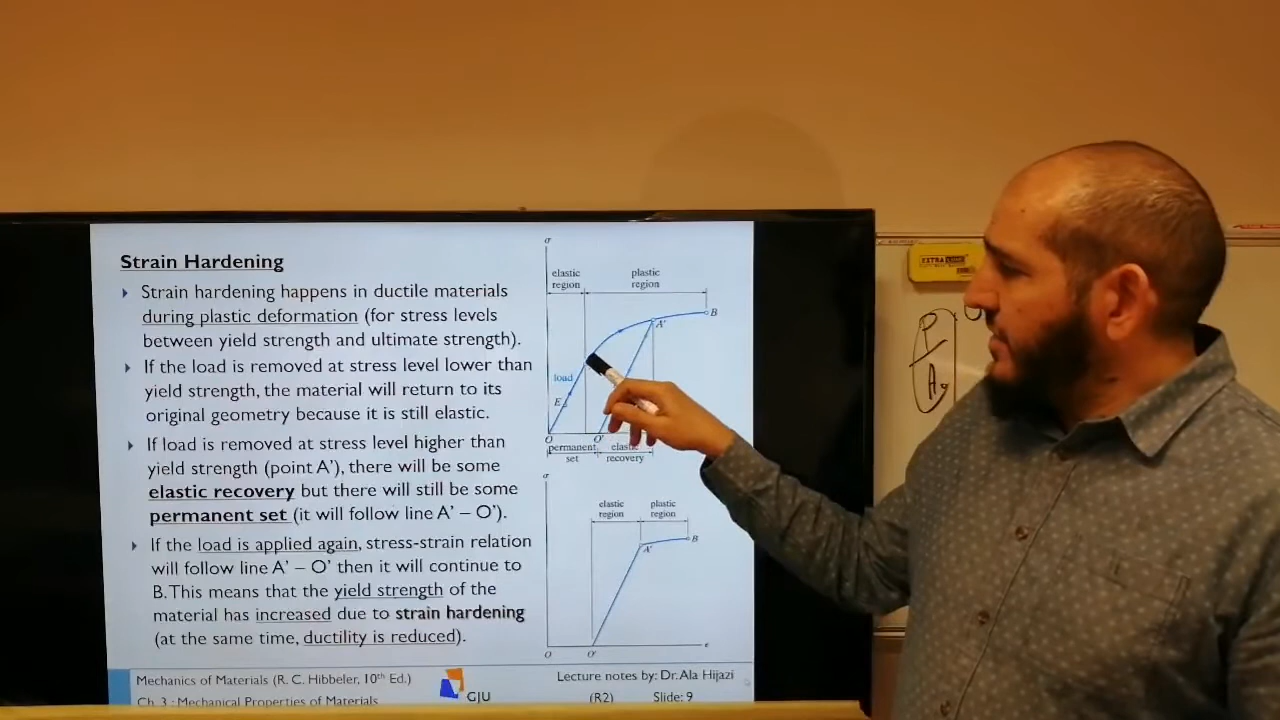 Strain Hardening
Strain hardening happens in ductile materials
during plastic deformation (for stress levels
between yield strength and ultimate strength).
If the load is removed at stress level lower than
yield strength, the material will return to its
original geometry because it is still elastic.
If load is removed at stress level higher than
yield strength (point A'), there will be some
elastic recovery but there will still be some
permanent set (it will follow line A' – O').
If the load is applied again, stress-strain relation
will follow line A' – O' then it will continue to
B. This means that the yield strength of the
material has increased due to strain hardening
(at the same time, ductility is reduced).
σ
elastic
region
plastic
region
B
A'
load
E
O
O'
permanent
set
recovery
σ
elastic
region
plastic
region
A'
B
O
O'
ε
Mechanics of Materials (R. C. Hibbeler, 10th Ed.)
Ch. 3 : Mechanical Properties of Materials
GJU
Lecture notes by: Dr. Ala Hijazi
(R2)
Slide: 9
EXTRA
P